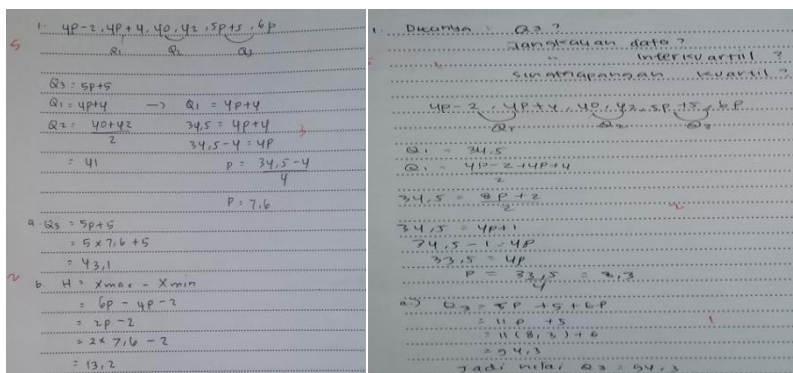 1. 4p-2, 4p+4, 40, 42, 5p+5, 6p
Q1 Q2 Q3
5
Q3 = 5p+5
Q1 = 4p+4 → Q1 = 4p+4
Q2 = 40+42 / 2 34,5 = 4p+4
3
34,5-4 = 4p
= 41 p = 34,5-4 / 4
p = 7,6
a. Q3 = 5p+5
= 5 x 7,6 + 5
= 43,1
2
b. H = xmax - xmin
= 6p - 4p - 2
= 2p - 2
= 2 x 7,6 - 2
= 13,2
1. Ditanya : Q3 ?
Jangkauan data ?
" interkuartil ?
simpangan kuartil ?
4p-2, 4p+4, 40, 42, 5p+5, 6p
Q1 Q2 Q3
Q1 = 34,5
Q1 = 4p-2+4p+4 / 2
34,5 = 8p+2 / 2
2
34,5 = 4p+1
34,5-1 = 4p
33,5 = 4p
p = 33,5 / 4 = 8,3
a.) Q3 = 5p+5+6p
= 11p+5
1
= 11(8,3)+6
= 94,3
Jadi nilai Q3 = 94,3